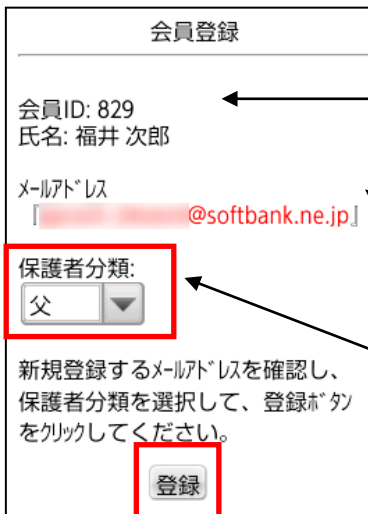 会員登録
会員ID: 829
氏名: 福井 次郎
ﾒｰﾙｱﾄﾞﾚｽ
『@softbank.ne.jp』
保護者分類:
父
新規登録するﾒｰﾙｱﾄﾞﾚｽを確認し、
保護者分類を選択して、登録ﾎﾞﾀﾝ
をｸﾘｯｸしてください。
登録